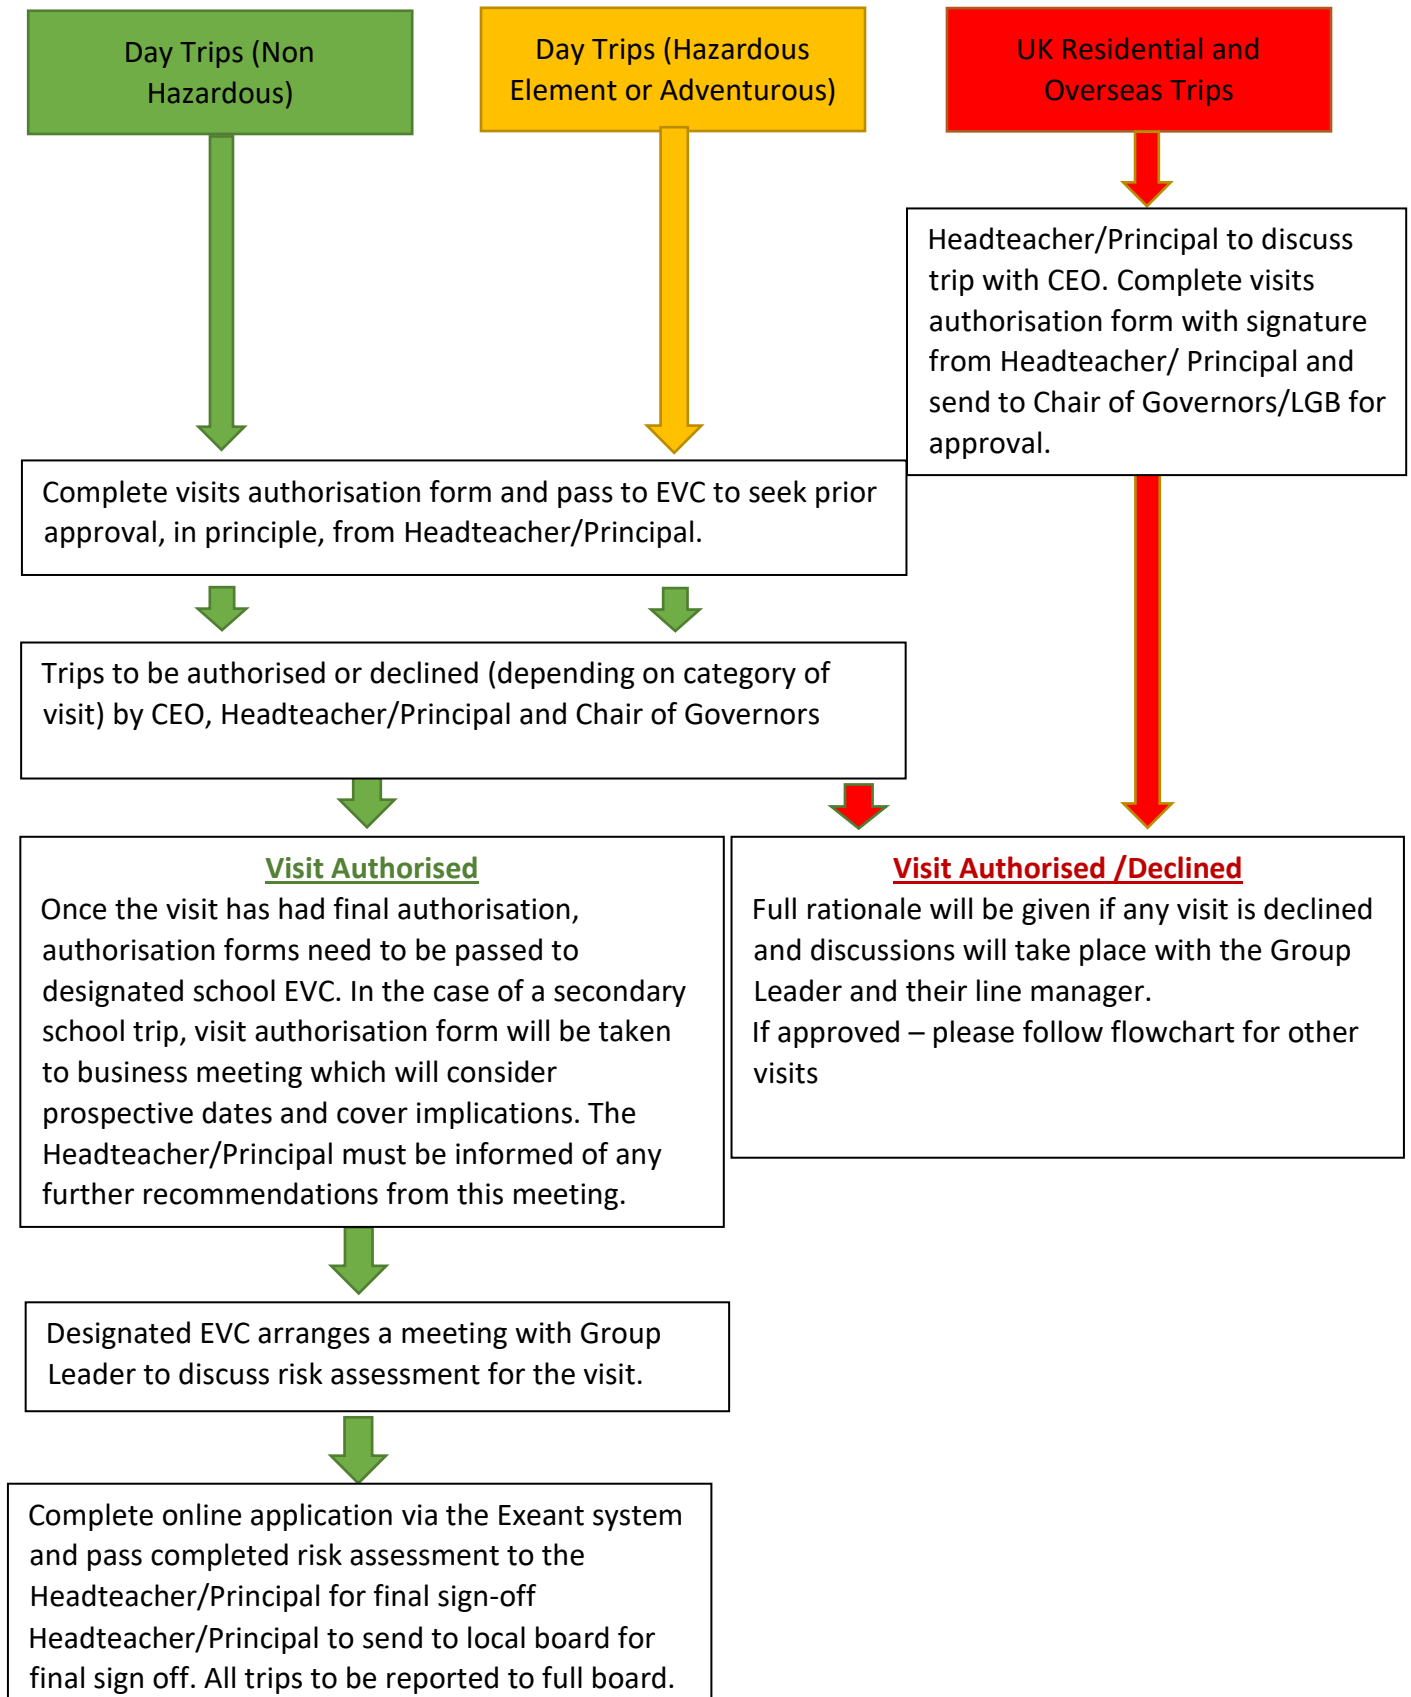 Day Trips (Non
Hazardous)
Day Trips (Hazardous
Element or Adventurous)
UK Residential and
Overseas Trips
Headteacher/Principal to discuss
trip with CEO. Complete visits
authorisation form with signature
from Headteacher/ Principal and
send to Chair of Governors/LGB for
approval.
Complete visits authorisation form and pass to EVC to seek prior
approval, in principle, from Headteacher/Principal.
Trips to be authorised or declined (depending on category of
visit) by CEO, Headteacher/Principal and Chair of Governors
Visit Authorised
Once the visit has had final authorisation,
authorisation forms need to be passed to
designated school EVC. In the case of a secondary
school trip, visit authorisation form will be taken
to business meeting which will consider
prospective dates and cover implications. The
Headteacher/Principal must be informed of any
further recommendations from this meeting.
Visit Authorised /Declined
Full rationale will be given if any visit is declined
and discussions will take place with the Group
Leader and their line manager.
If approved – please follow flowchart for other
visits
Designated EVC arranges a meeting with Group
Leader to discuss risk assessment for the visit.
Complete online application via the Exeant system
and pass completed risk assessment to the
Headteacher/Principal for final sign-off
Headteacher/Principal to send to local board for
final sign off. All trips to be reported to full board.